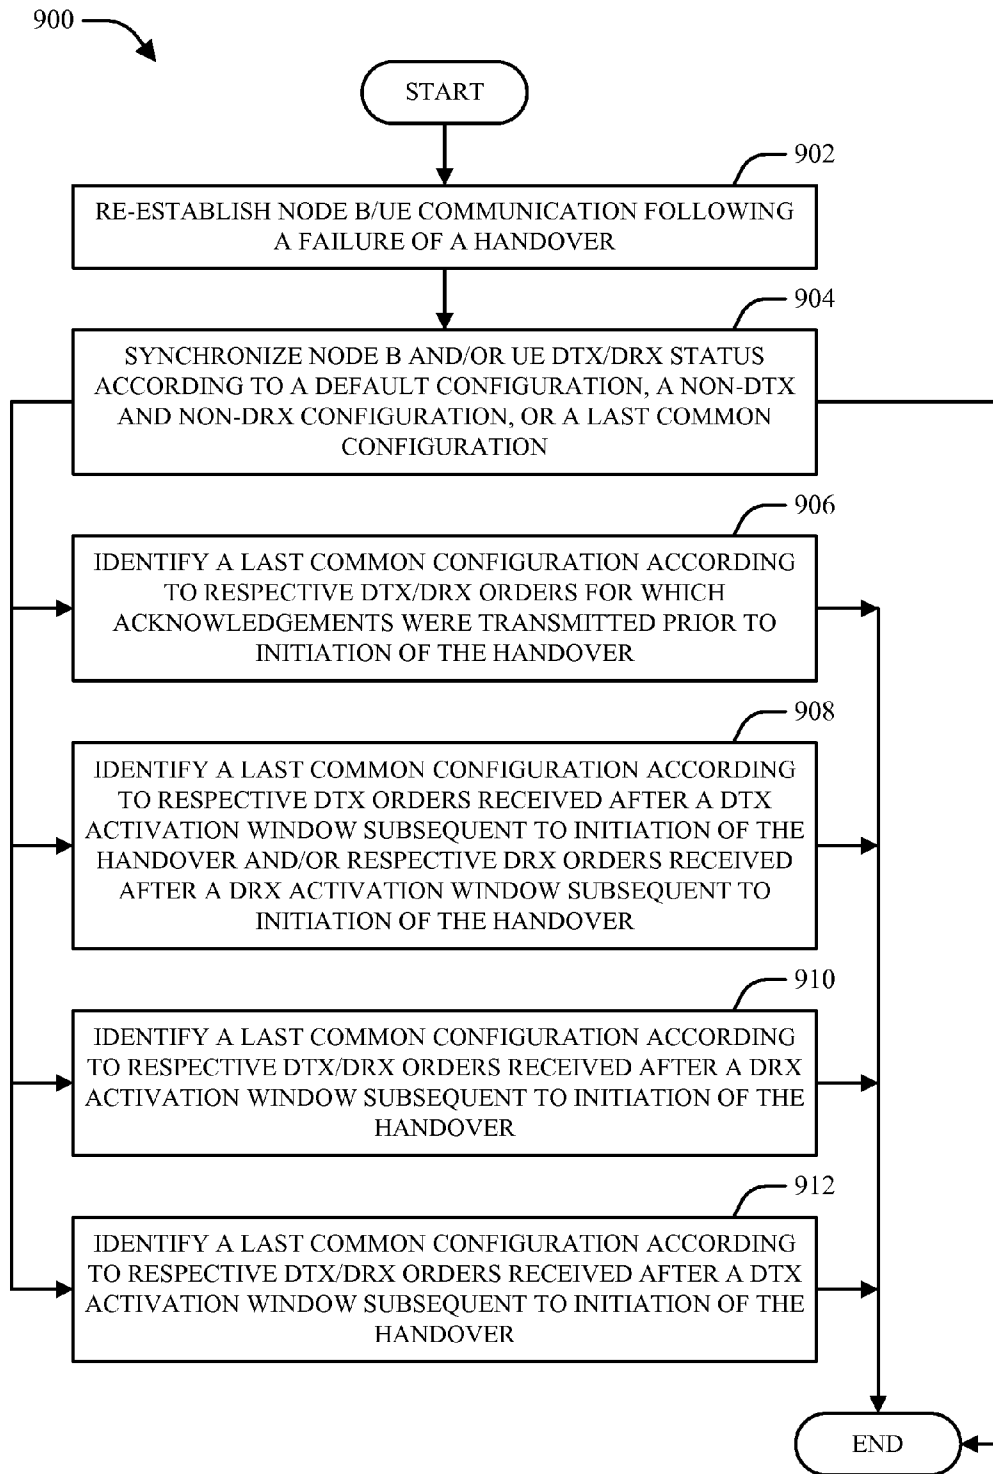 900
START
902
RE-ESTABLISH NODE B/UE COMMUNICATION FOLLOWING
A FAILURE OF A HANDOVER
904
SYNCHRONIZE NODE B AND/OR UE DTX/DRX STATUS
ACCORDING TO A DEFAULT CONFIGURATION, A NON-DTX
AND NON-DRX CONFIGURATION, OR A LAST COMMON
CONFIGURATION
906
IDENTIFY A LAST COMMON CONFIGURATION ACCORDING
TO RESPECTIVE DTX/DRX ORDERS FOR WHICH
ACKNOWLEDGEMENTS WERE TRANSMITTED PRIOR TO
INITIATION OF THE HANDOVER
908
IDENTIFY A LAST COMMON CONFIGURATION ACCORDING
TO RESPECTIVE DTX ORDERS RECEIVED AFTER A DTX
ACTIVATION WINDOW SUBSEQUENT TO INITIATION OF THE
HANDOVER AND/OR RESPECTIVE DRX ORDERS RECEIVED
AFTER A DRX ACTIVATION WINDOW SUBSEQUENT TO
INITIATION OF THE HANDOVER
910
IDENTIFY A LAST COMMON CONFIGURATION ACCORDING
TO RESPECTIVE DTX/DRX ORDERS RECEIVED AFTER A DRX
ACTIVATION WINDOW SUBSEQUENT TO INITIATION OF THE
HANDOVER
912
IDENTIFY A LAST COMMON CONFIGURATION ACCORDING
TO RESPECTIVE DTX/DRX ORDERS RECEIVED AFTER A DTX
ACTIVATION WINDOW SUBSEQUENT TO INITIATION OF THE
HANDOVER
END